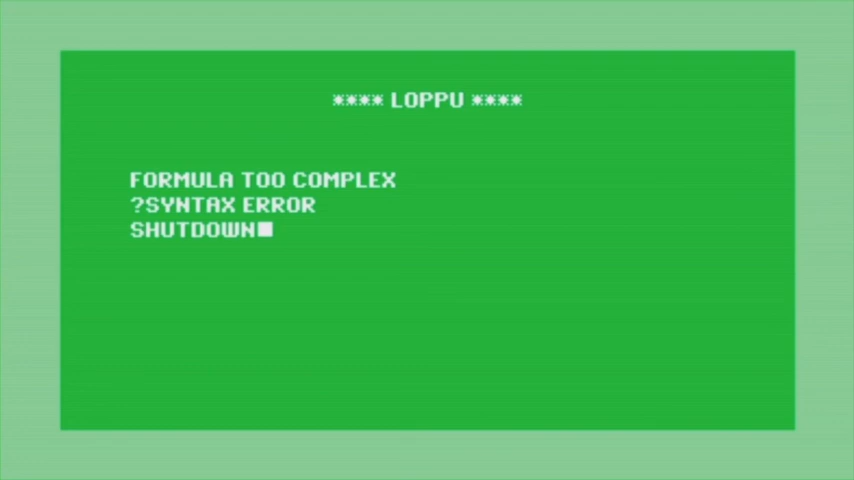 **** LOPPU ****
FORMULA TOO COMPLEX
?SYNTAX ERROR
SHUTDOWN